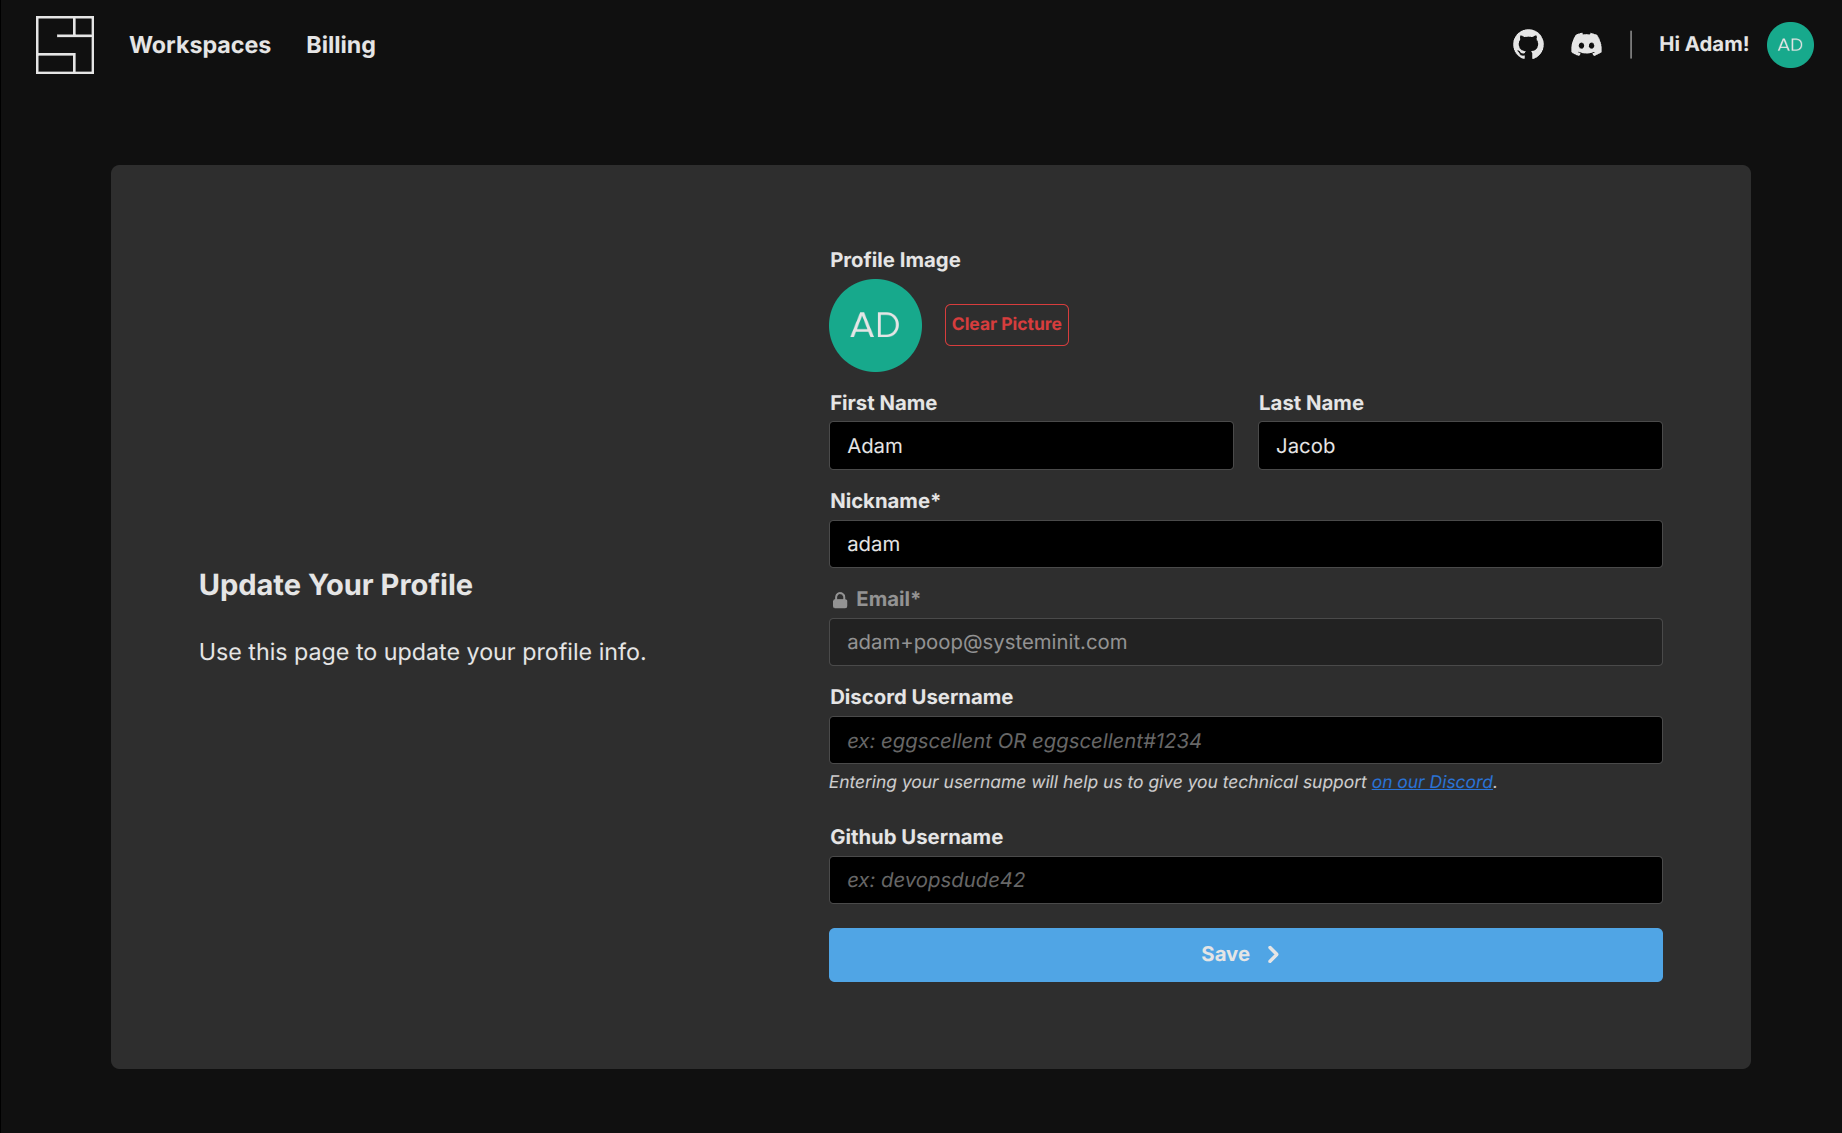 Workspaces Billing Hi Adam! AD
Profile Image
AD Clear Picture
First Name Last Name
Adam Jacob
Nickname*
adam
Update Your Profile
Email*
adam+poop@systeminit.com
Use this page to update your profile info.
Discord Username
ex: eggscellent OR eggscellent#1234
Entering your username will help us to give you technical support on our Discord.
Github Username
ex: devopsdude42
Save